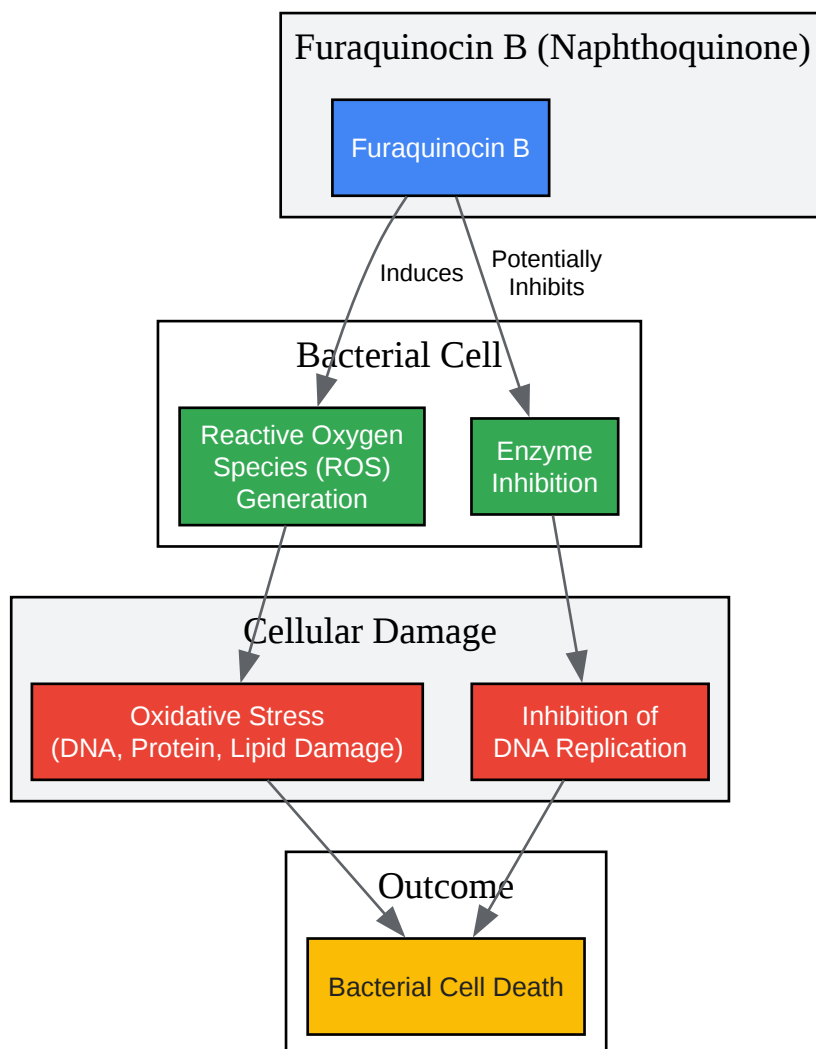 Furaquinocin B (Naphthoquinone)
Furaquinocin B
Induces
Potentially
Inhibits
Bacterial Cell
Reactive Oxygen
Species (ROS)
Generation
Enzyme
Inhibition
Cellular Damage
Oxidative Stress
(DNA, Protein, Lipid Damage)
Inhibition of
DNA Replication
Outcome
Bacterial Cell Death